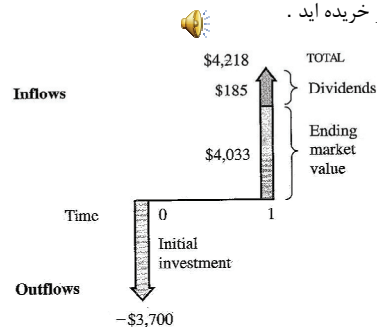 خریده اید .
$4,218 TOTAL
Inflows $185 Dividends
$4,033 Ending
market
value
Time 0 1
Initial
investment
Outflows
−$3,700